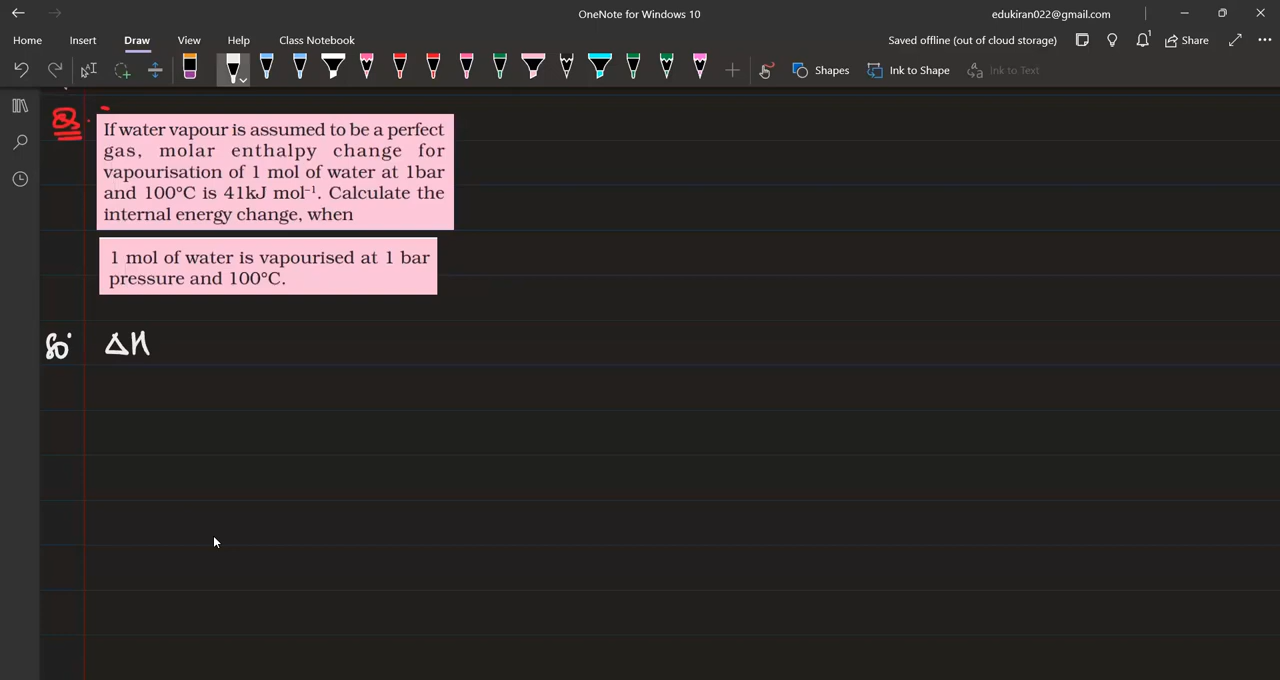 OneNote for Windows 10
edukiran022@gmail.com
Home Insert Draw View Help Class Notebook
Saved offline (out of cloud storage)
Share
Shapes
Ink to Shape
Ink to Text
If water vapour is assumed to be a perfect
gas, molar enthalpy change for
vapourisation of 1 mol of water at 1bar
and 100°C is 41kJ mol⁻¹. Calculate the
internal energy change, when
1 mol of water is vapourised at 1 bar
pressure and 100°C.
ΔH